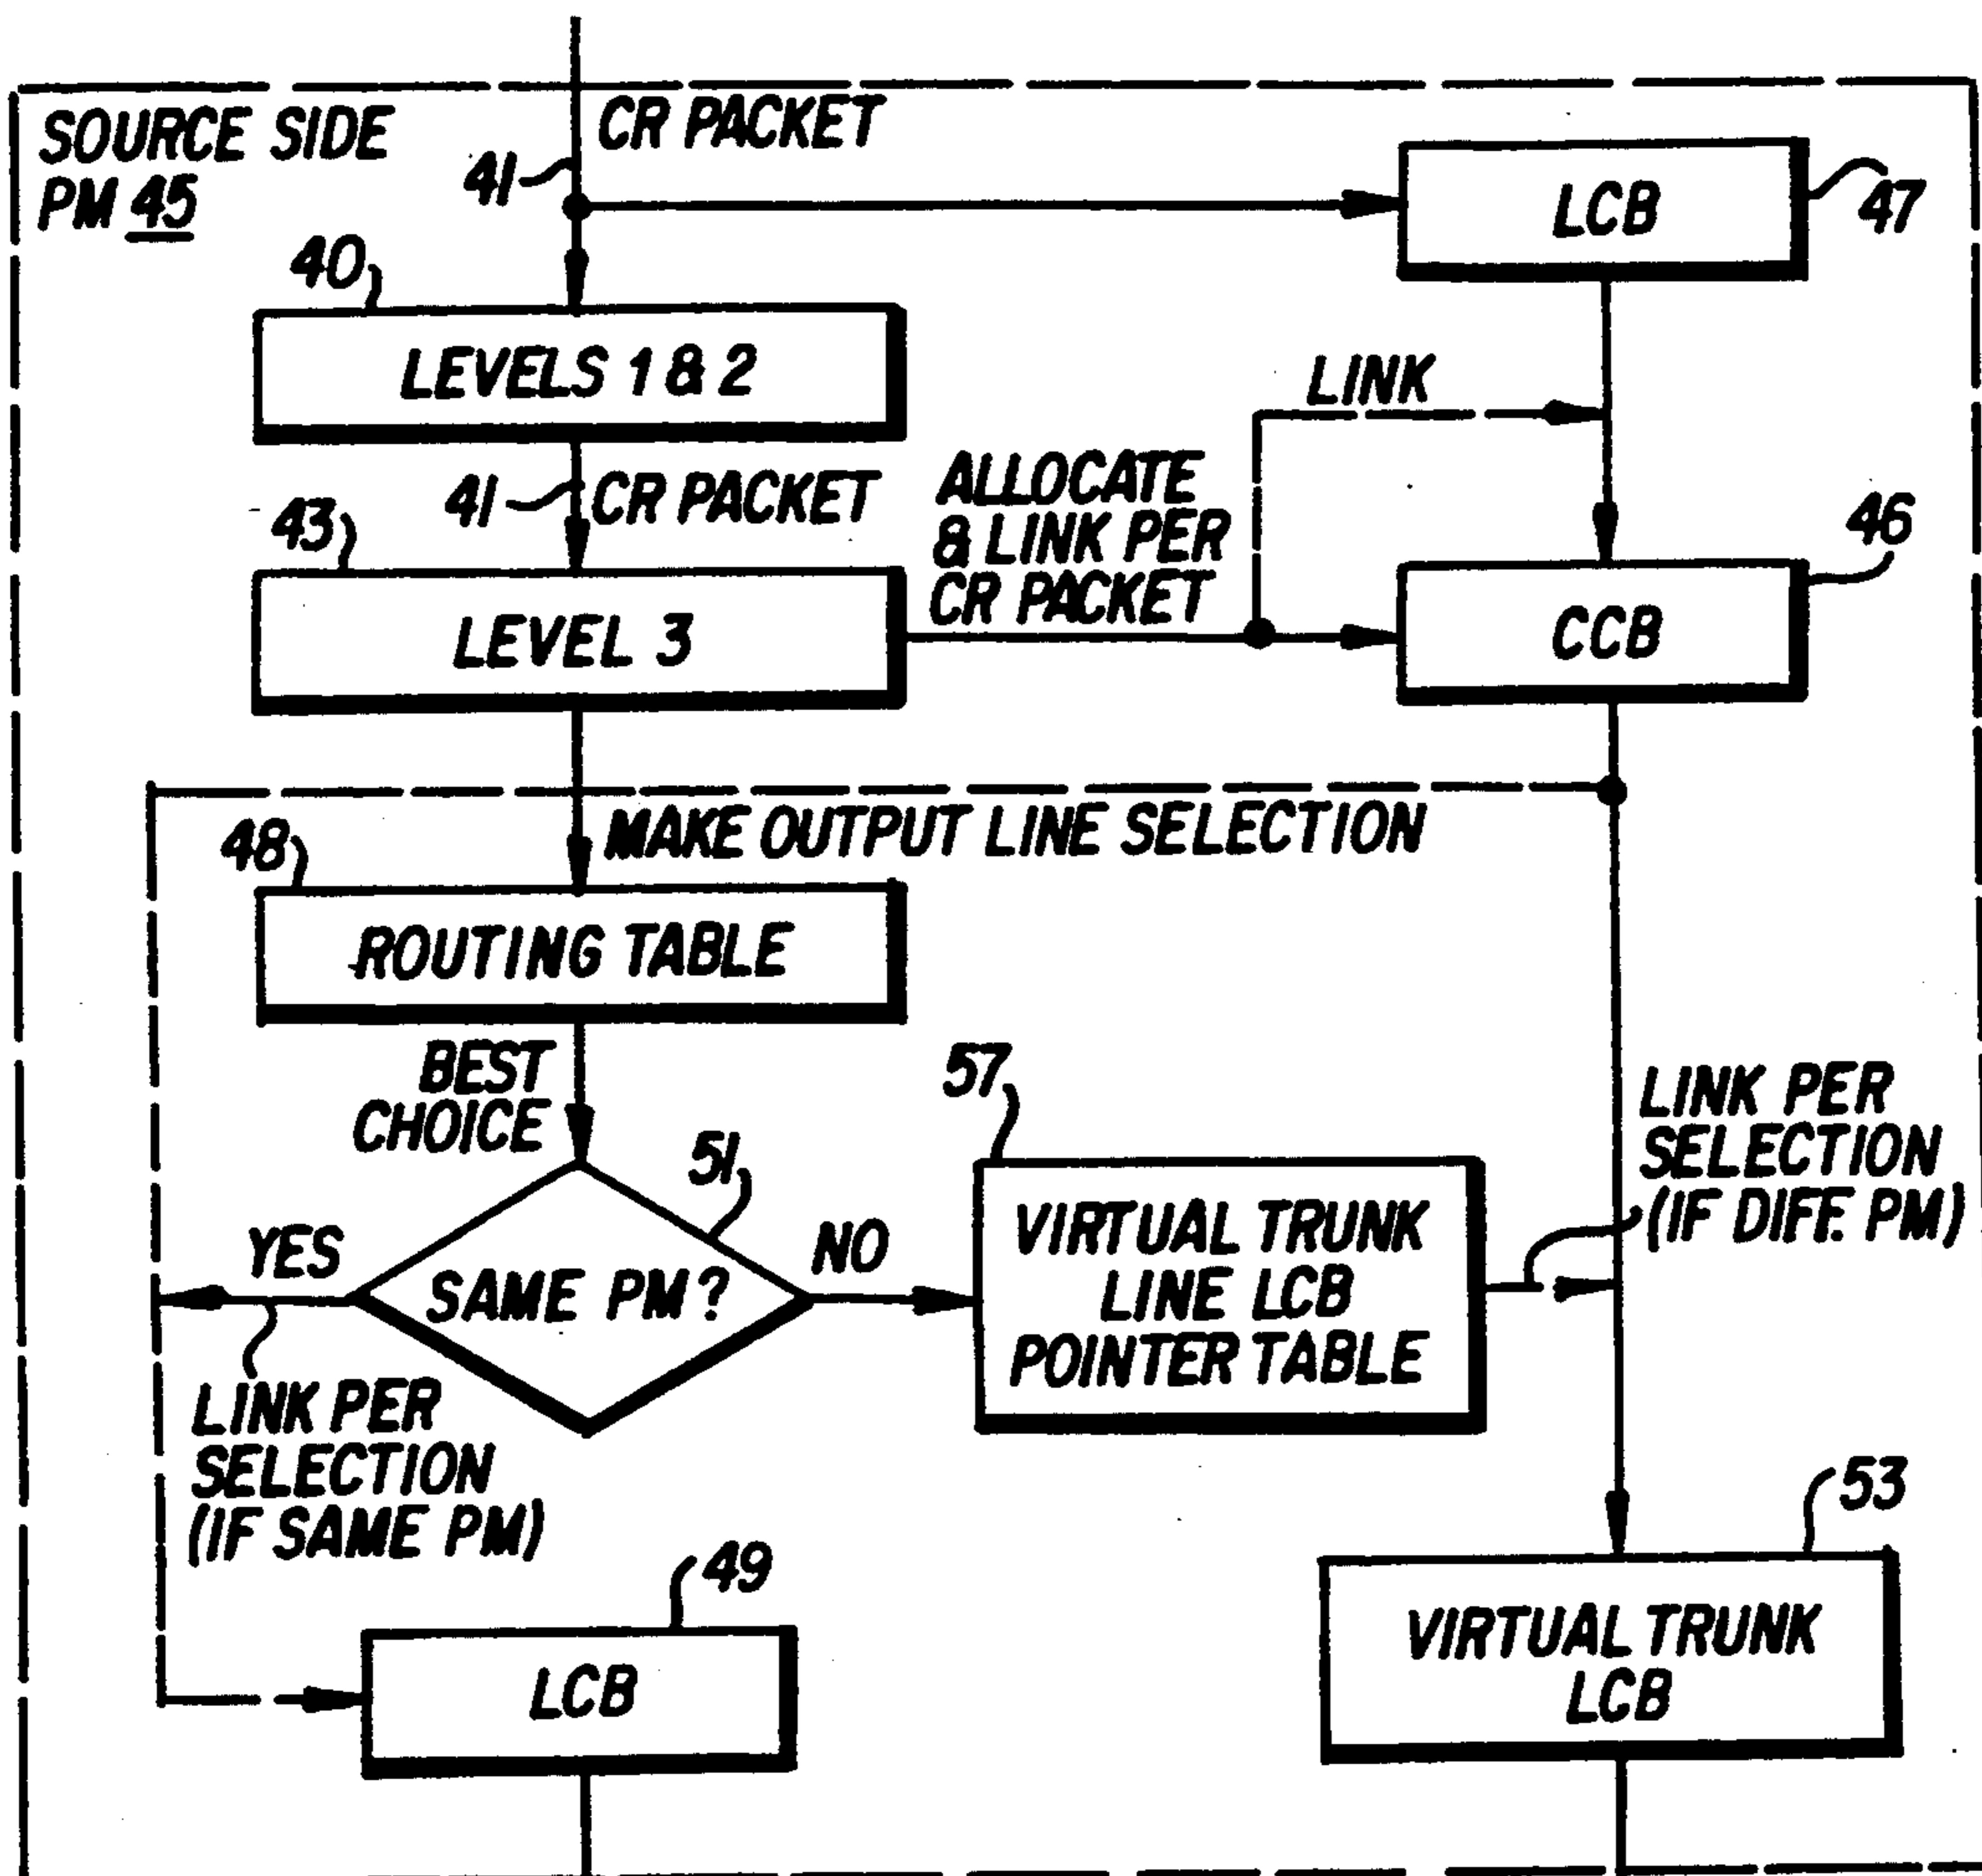 SOURCE SIDE
PM 45
CR PACKET
41
LCB
47
40
LEVELS 1 & 2
LINK
41
CR PACKET
ALLOCATE
& LINK PER
CR PACKET
43
LEVEL 3
46
CCB
MAKE OUTPUT LINE SELECTION
48
ROUTING TABLE
BEST
CHOICE
51
57
YES
SAME PM?
NO
VIRTUAL TRUNK
LINE LCB
POINTER TABLE
LINK PER
SELECTION
(IF DIFF. PM)
LINK PER
SELECTION
(IF SAME PM)
49
LCB
53
VIRTUAL TRUNK
LCB